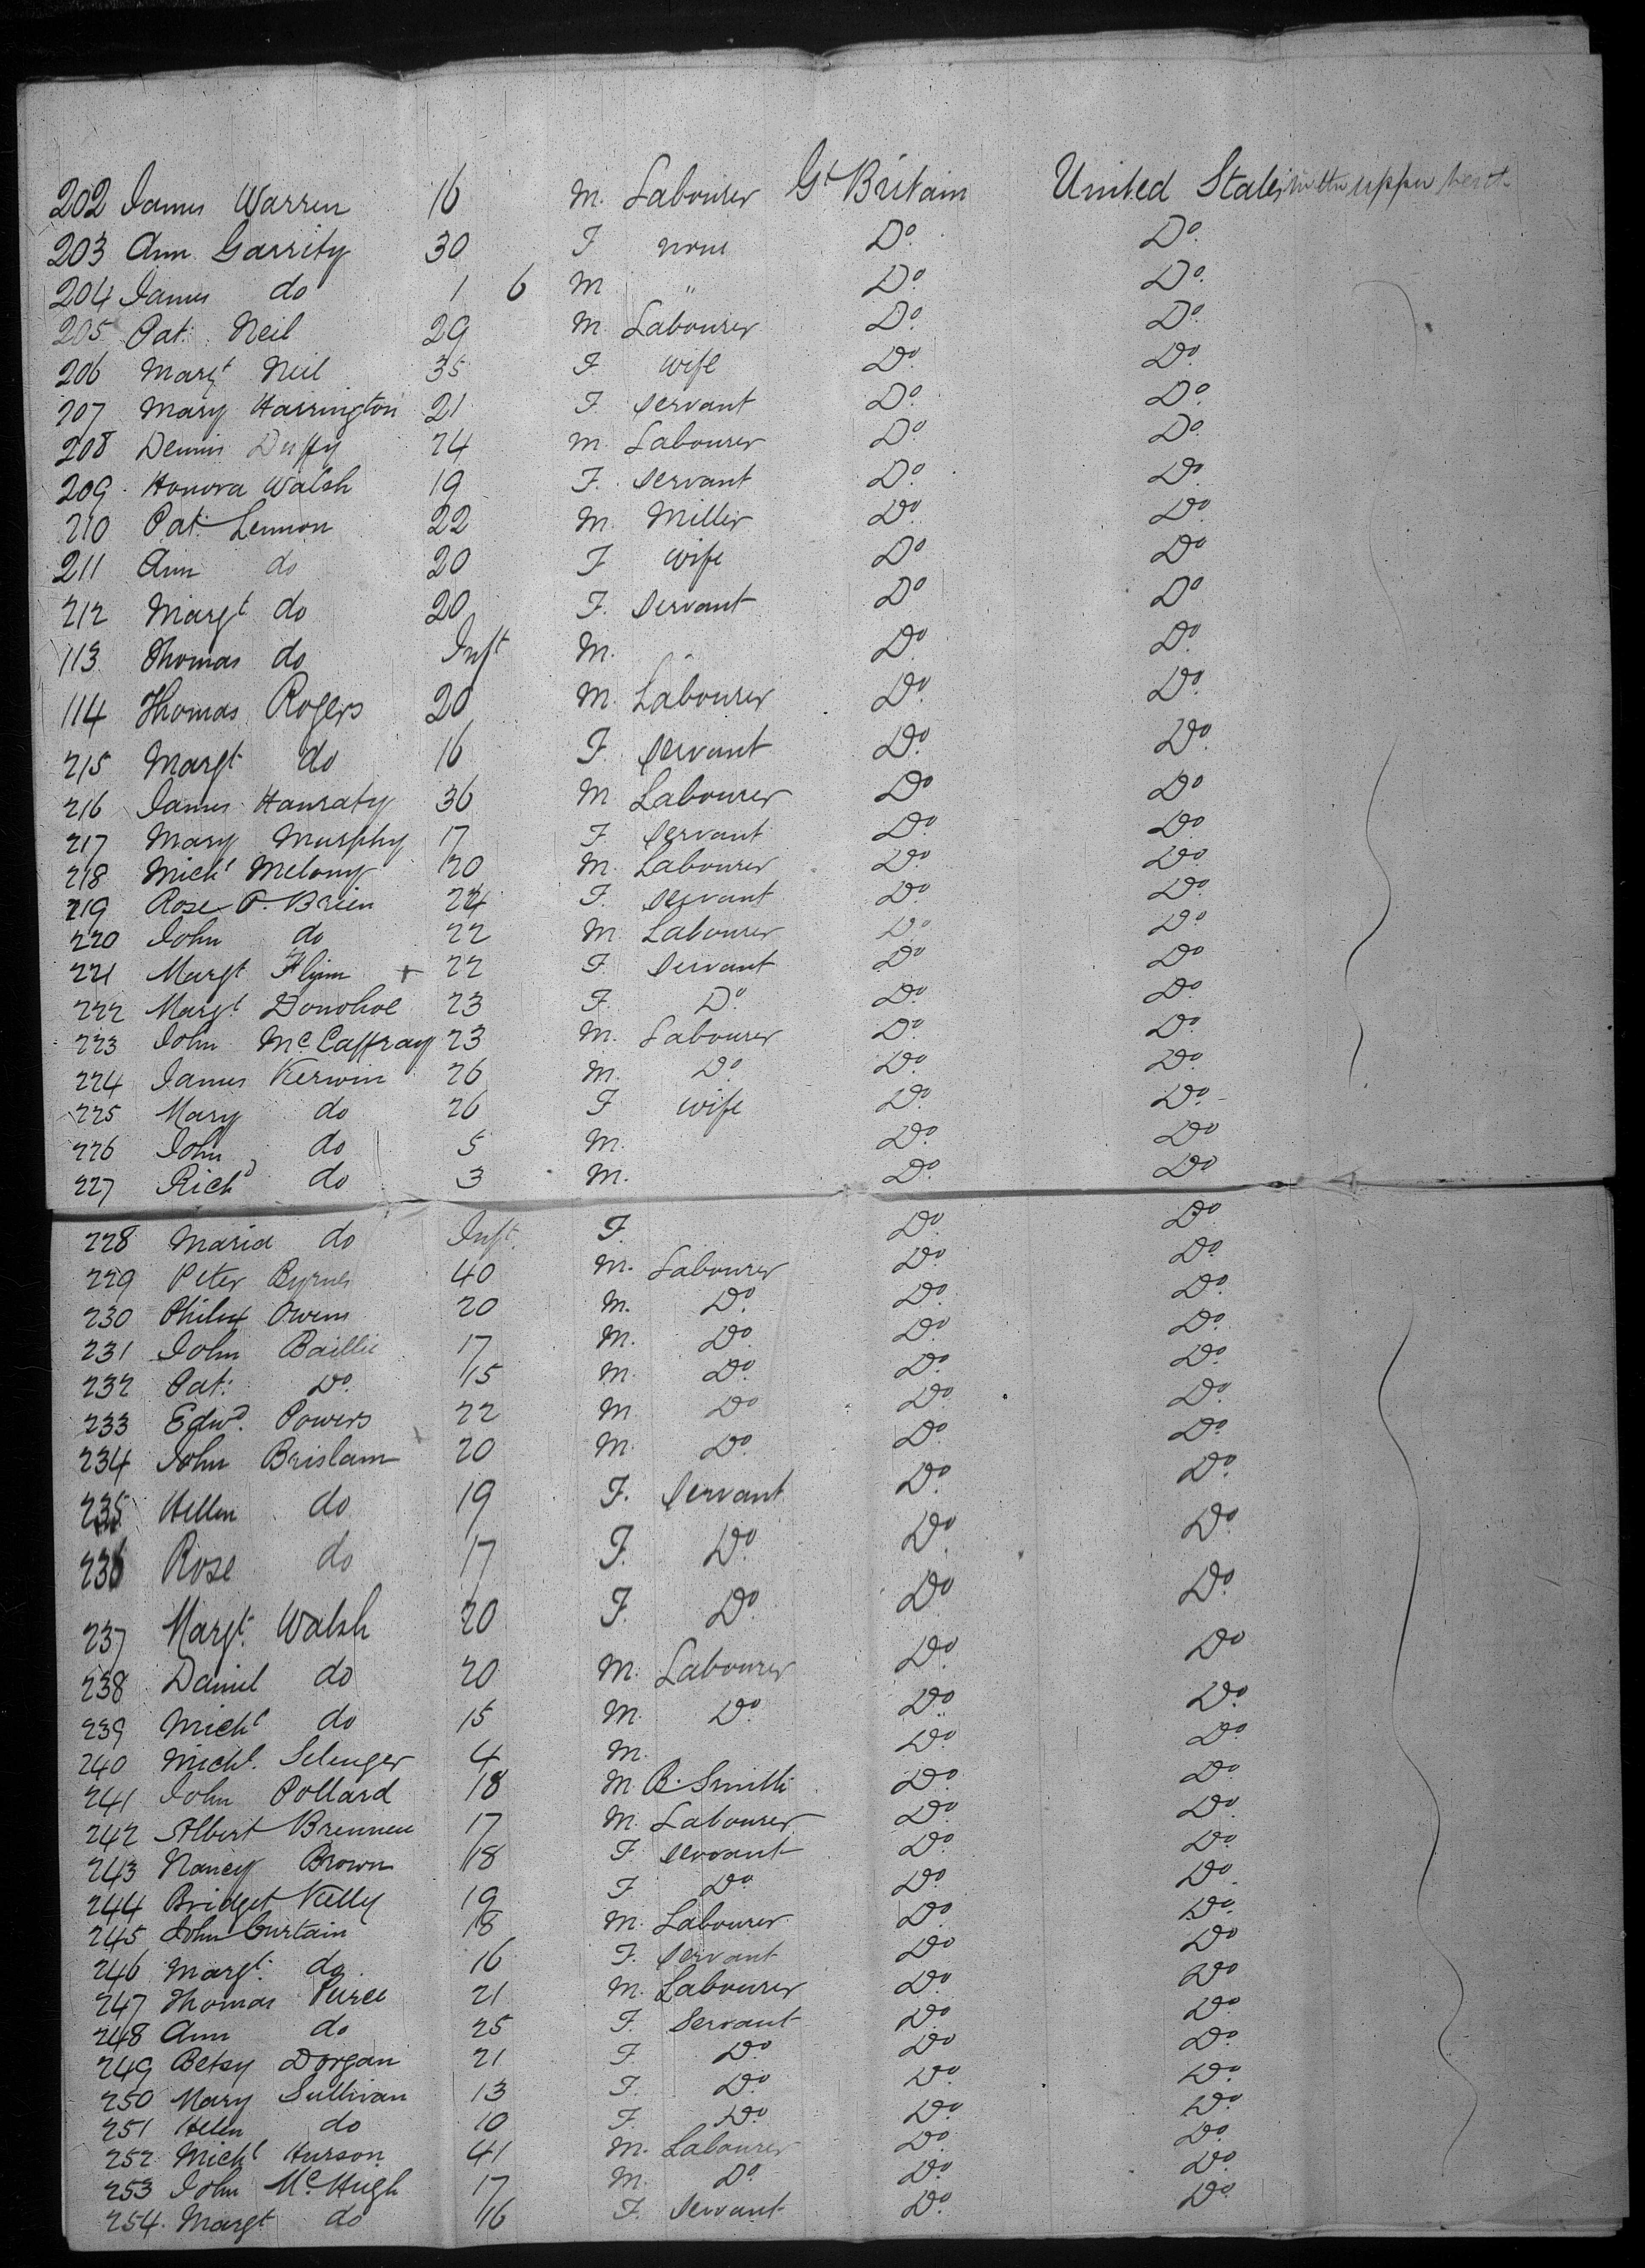 202 James Warren 16 M. Labourer Gt Britain United States in the upper
203 Ann Garrity 30 F none Do. Do.
204 James do 1 6 M " Do. Do.
205 Pat: Neil 29 M Labourer Do. Do.
206 Margt Neil 35 F wife Do. Do.
207 Mary Harrington 21 F servant Do. Do.
208 Dennis Duffy 24 M. Labourer Do. Do.
209 Honora Walsh 19 F. servant Do. Do.
210 Pat: Lennon 22 M. Miller Do. Do.
211 Ann do 20 F wife Do Do
212 Margt do 20 F. servant Do Do
113 Thomas do Inft M. Do. Do.
114 Thomas Rogers 20 M. Labourer Do. Do.
215 Margt do 16 F. servant Do. Do.
216 James Hanraty 36 M Labourer Do Do
217 Mary Murphy 17 F servant Do. Do
218 Michl Melony 20 M. Labourer Do. Do.
219 Rose O. Brien 24 F. servant Do. Do.
220 John do 22 M. Labourer Do Do.
221 Margt Flynn + 22 F. servant Do Do
222 Margt Donohoe 23 F. Do. Do. Do.
223 John McCaffray 23 M. Labourer Do. Do.
224 James Kerwin 26 M. Do. Do. Do.
225 Mary do 26 F wife Do. Do.
226 John do 5 M. Do. Do
227 Richd do 3 M. Do. Do
228 Maria do Inft. F. Do. Do
229 Peter Byrnes 40 M. Labourer Do. Do.
230 Owens 20 M. Do. Do. Do.
231 John Baillie 17 M. Do. Do. Do.
232 Pat: Do. 15 M. Do. Do. Do.
233 Edwd. Powers 22 M Do Do Do.
234 John Brislam 20 M. Do. Do. Do.
235 Hellen do 19 F. servant Do. Do.
236 Rose do 17 F. Do. Do. Do.
237 Margt. Walsh 20 F. Do. Do Do.
238 Daniel do 20 M. Labourer Do. Do
239 Michl do 15 M. Do. Do. Do.
240 Michl. Selenger 4 M. Do. Do.
241 John Pollard 18 M B. Smith Do. Do.
242 Albert Brennen 17 M. Labourer Do. Do.
243 Nancy Brown 18 F servant Do. Do.
244 Bridget Kelly 19 F Do. Do. Do.
245 John Curtain 18 M. Labourer Do. Do.
246 Margt. do 16 F. servant Do Do
247 Thomas Peirce 21 M. Labourer Do. Do
248 Ann do 25 F. servant Do. Do.
249 Betsy Dorgan 21 F. Do. Do Do.
250 Mary Sullivan 13 F. Do. Do. Do.
251 Helen do 10 F. Do. Do. Do.
252 Michl Hurson 41 M. Labourer Do. Do.
253 John McHugh 17 M. Do. Do. Do.
254. Margt do 16 F. servant Do. Do.